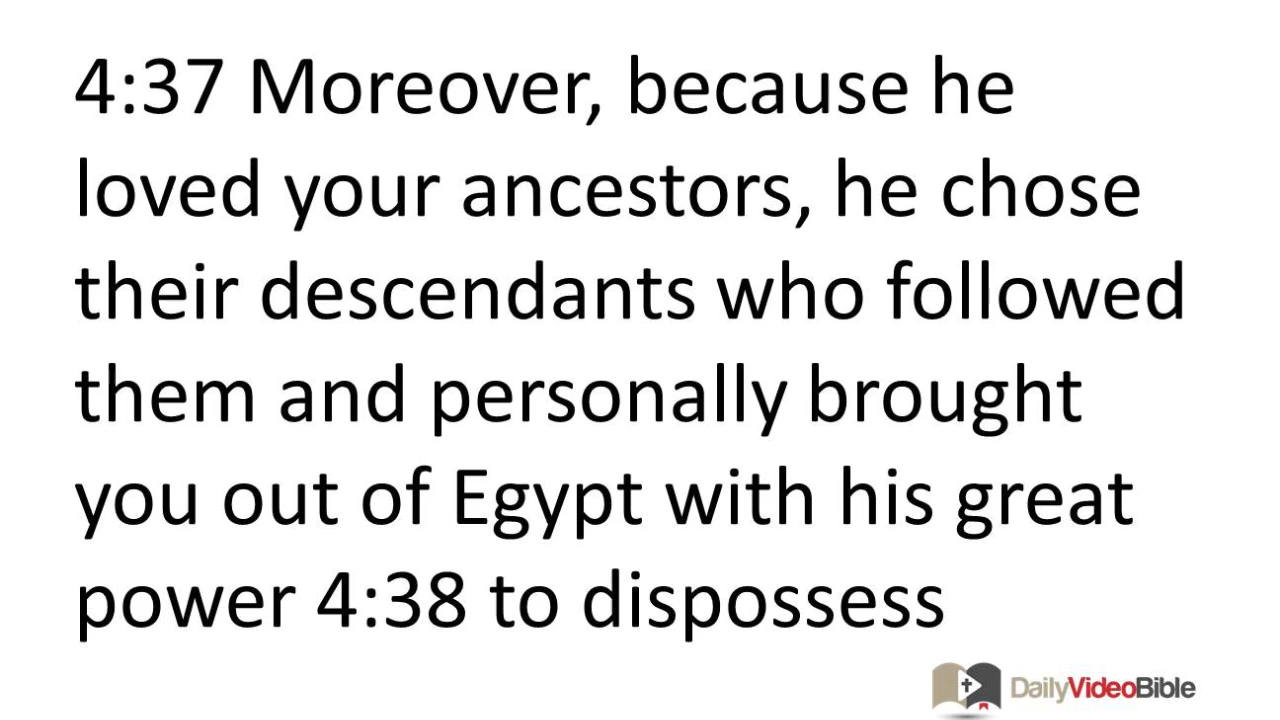 4:37 Moreover, because he
loved your ancestors, he chose
their descendants who followed
them and personally brought
you out of Egypt with his great
power 4:38 to dispossess
DailyVideoBible